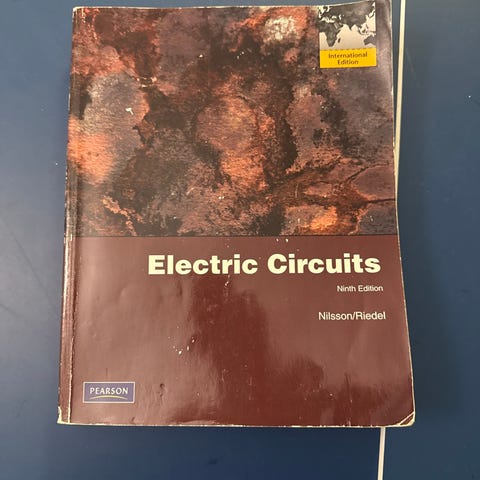 International
Edition
Electric Circuits
Ninth Edition
Nilsson/Riedel
PEARSON